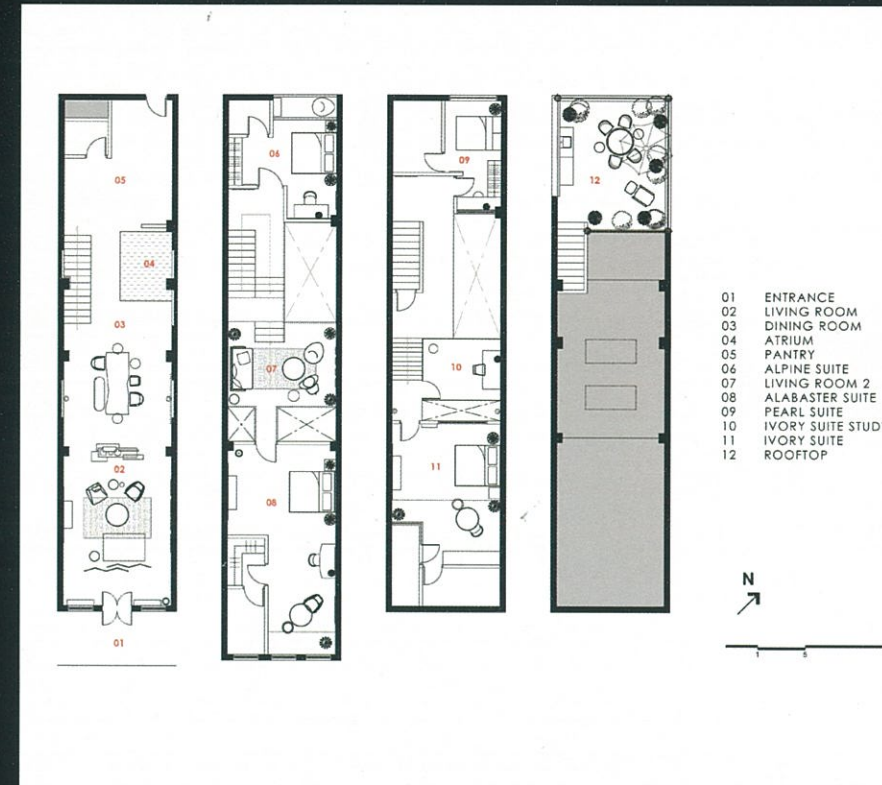 05
04
03
02
01
06
07
08
09
10
11
12
01 ENTRANCE
02 LIVING ROOM
03 DINING ROOM
04 ATRIUM
05 PANTRY
06 ALPINE SUITE
07 LIVING ROOM 2
08 ALABASTER SUITE
09 PEARL SUITE
10 IVORY SUITE STUD
11 IVORY SUITE
12 ROOFTOP
N
1 5